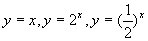 y = x, y = 2^x, y = (1/2)^x